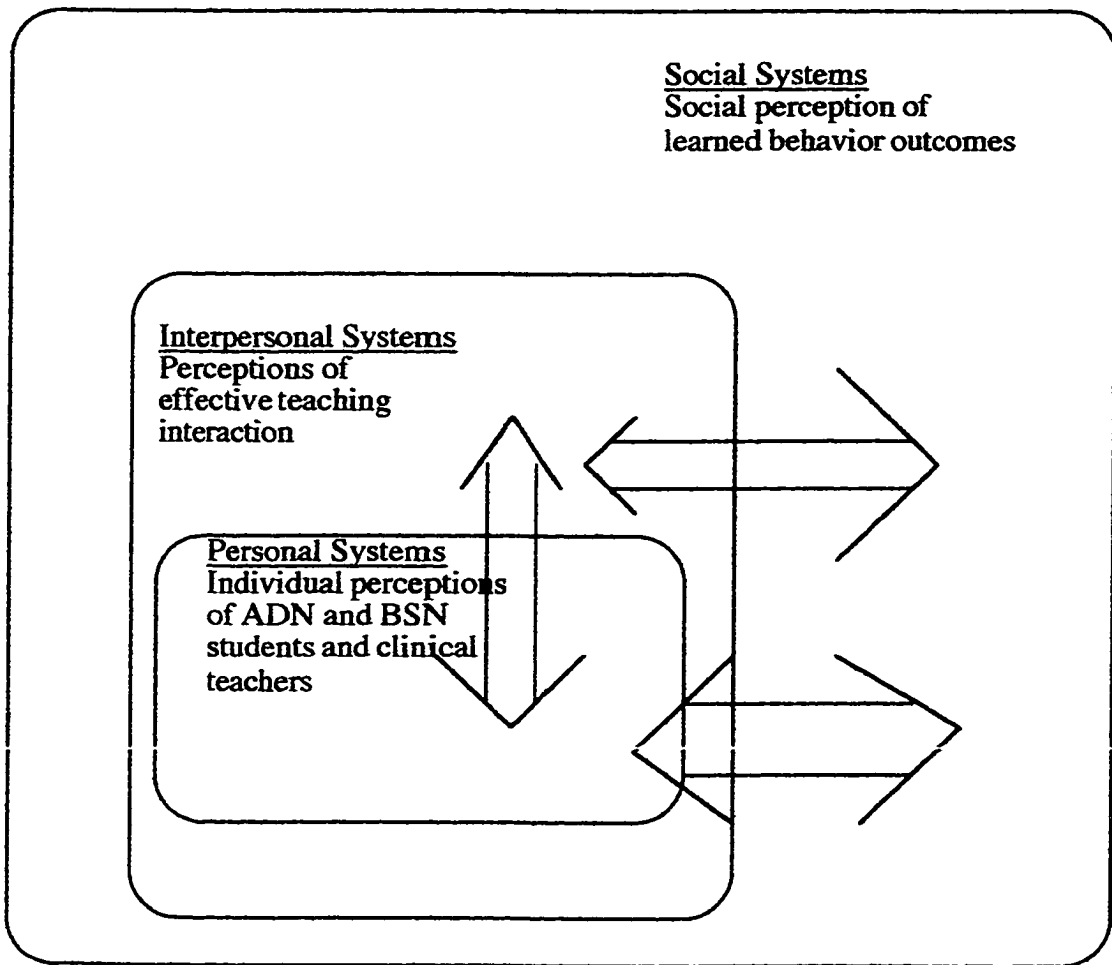 Social Systems
Social perception of
learned behavior outcomes
Interpersonal Systems
Perceptions of
effective teaching
interaction
Personal Systems
Individual perceptions
of ADN and BSN
students and clinical
teachers